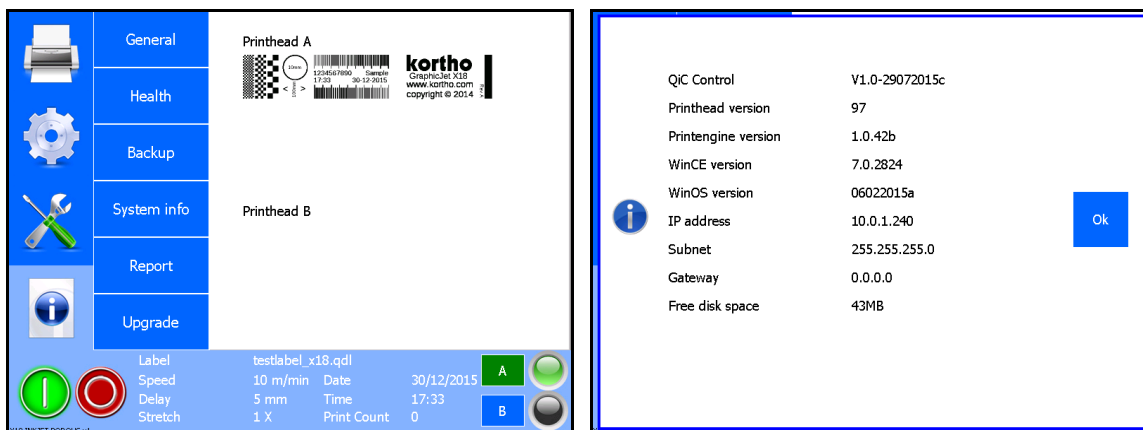 General
Health
Backup
System info
Report
Upgrade
Printhead A
10mm
< 10mm >
1234567890 Sample
17:33 30-12-2015
kortho
GraphicJet X18
www.kortho.com
copyright © 2014
Rev A
Printhead B
Label testlabel_x18.qdl
Speed 10 m/min Date 30/12/2015
Delay 5 mm Time 17:33
Stretch 1 X Print Count 0
A
B
QiC Control V1.0-29072015c
Printhead version 97
Printengine version 1.0.42b
WinCE version 7.0.2824
WinOS version 06022015a
IP address 10.0.1.240
Subnet 255.255.255.0
Gateway 0.0.0.0
Free disk space 43MB
Ok